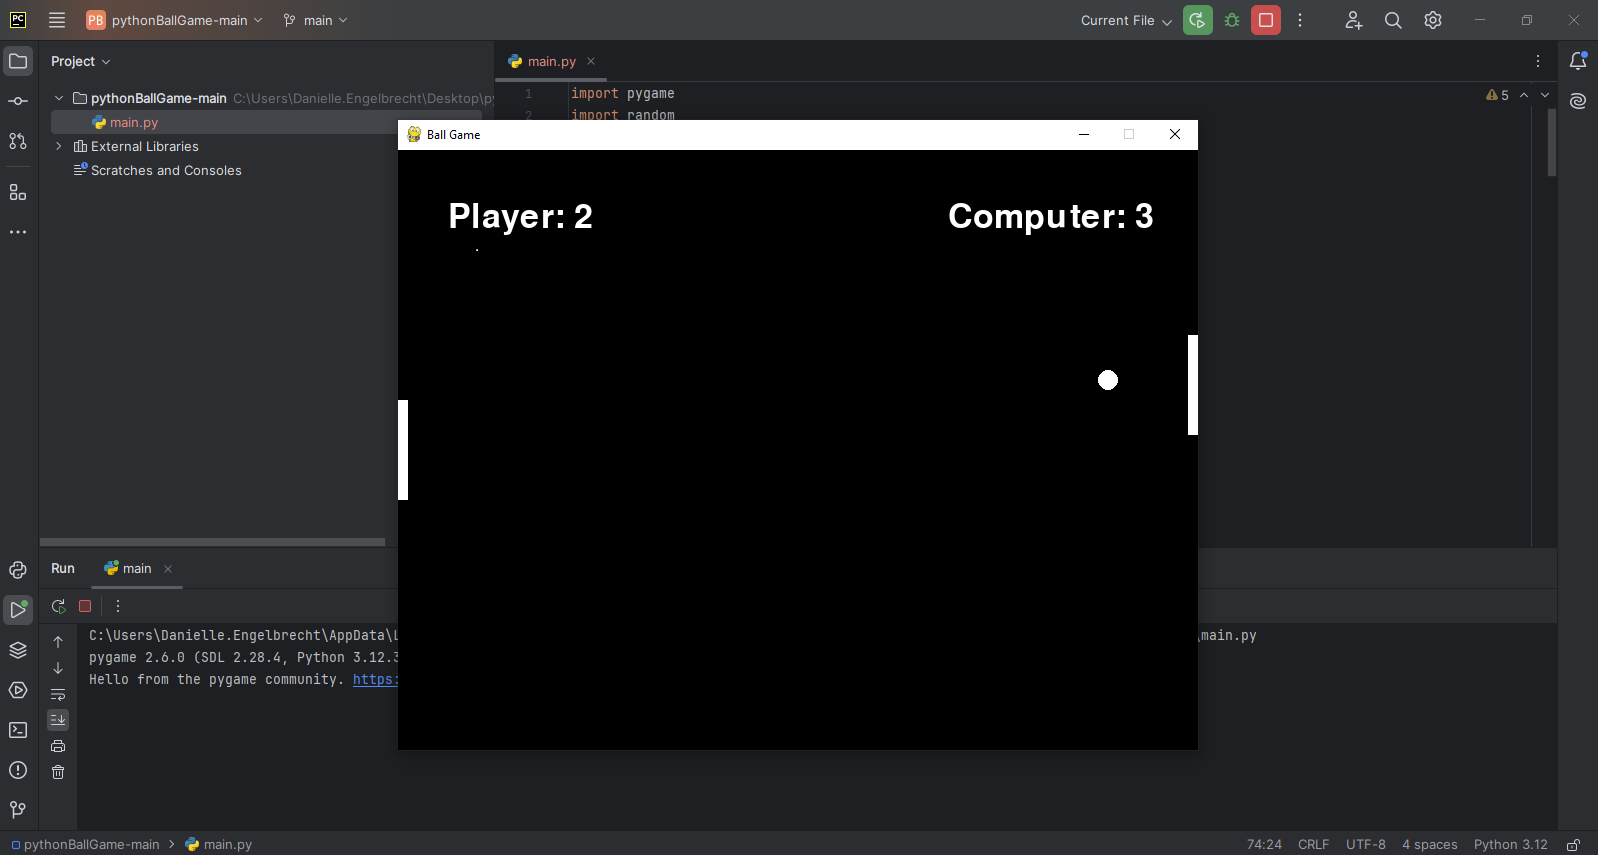 PC
PB pythonBallGame-main main Current File
Project
main.py
pythonBallGame-main C:\Users\Danielle.Engelbrecht\Desktop\py
main.py
External Libraries
Scratches and Consoles
1 import pygame
2 import random
5
Ball Game
Player: 2 Computer: 3
Run main
C:\Users\Danielle.Engelbrecht\AppData\L \main.py
pygame 2.6.0 (SDL 2.28.4, Python 3.12.3
Hello from the pygame community. https:
pythonBallGame-main > main.py 74:24 CRLF UTF-8 4 spaces Python 3.12